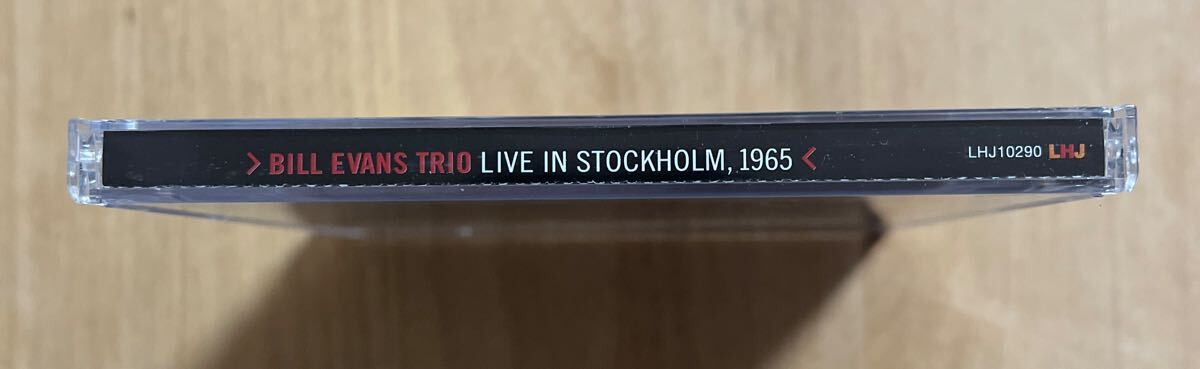 > BILL EVANS TRIO LIVE IN STOCKHOLM, 1965 < LHJ10290 LHJ